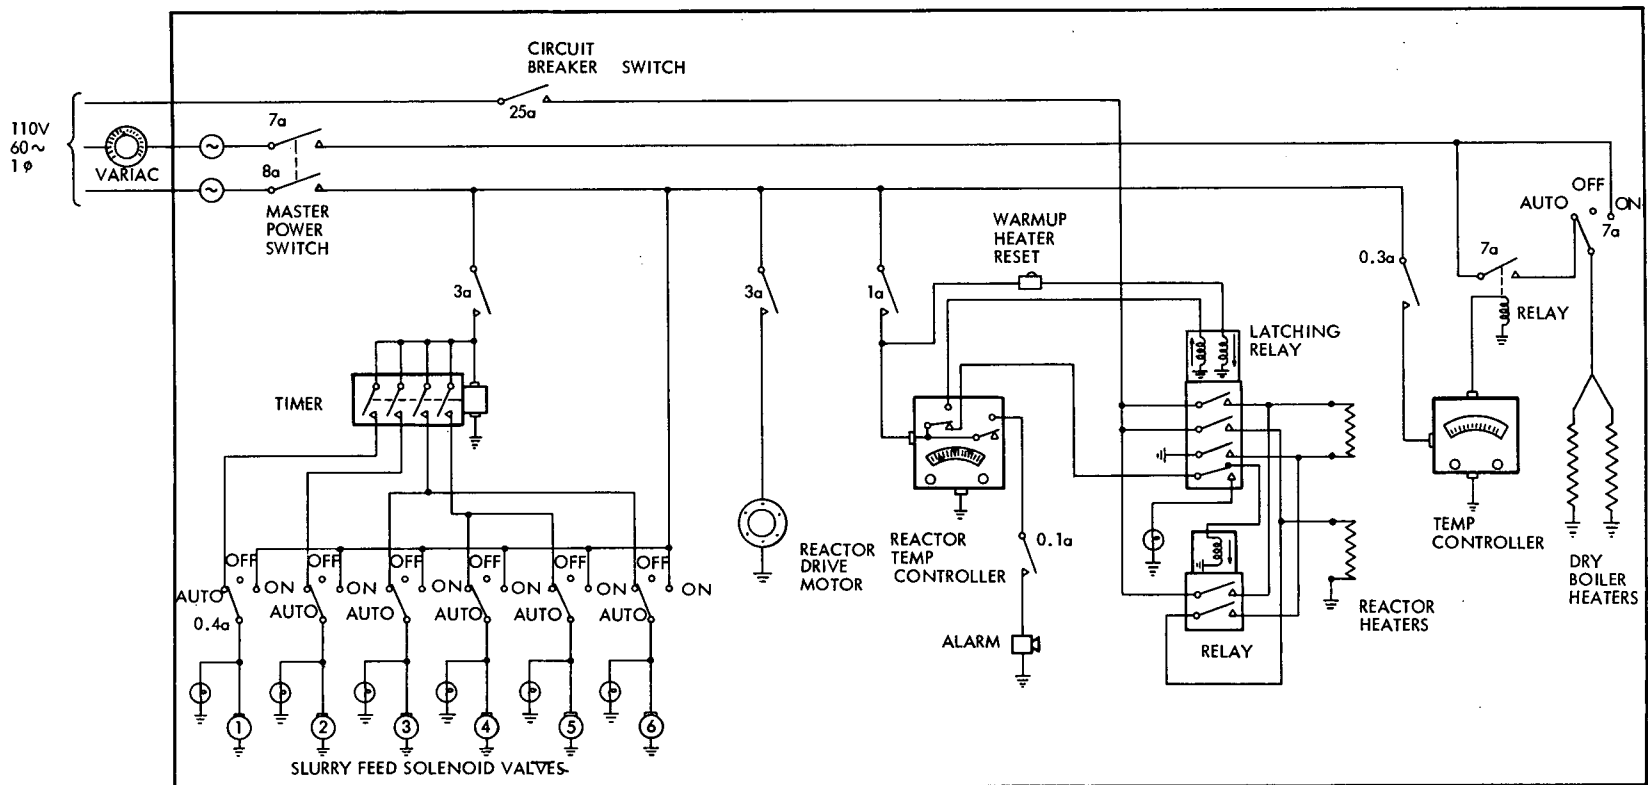 CIRCUIT
BREAKER SWITCH
25a
110V
60~
1ø
VARIAC
7a
8a
MASTER
POWER
SWITCH
3a
3a
1a
WARMUP
HEATER
RESET
0.3a
AUTO
OFF
ON
7a
7a
RELAY
LATCHING
RELAY
TIMER
REACTOR
DRIVE
MOTOR
REACTOR
TEMP
CONTROLLER
0.1a
ALARM
RELAY
REACTOR
HEATERS
TEMP
CONTROLLER
DRY
BOILER
HEATERS
OFF
OFF
OFF
OFF
OFF
OFF
AUTO
ON
AUTO
ON
AUTO
ON
AUTO
ON
AUTO
ON
AUTO
ON
0.4a
1
2
3
4
5
6
SLURRY FEED SOLENOID VALVES